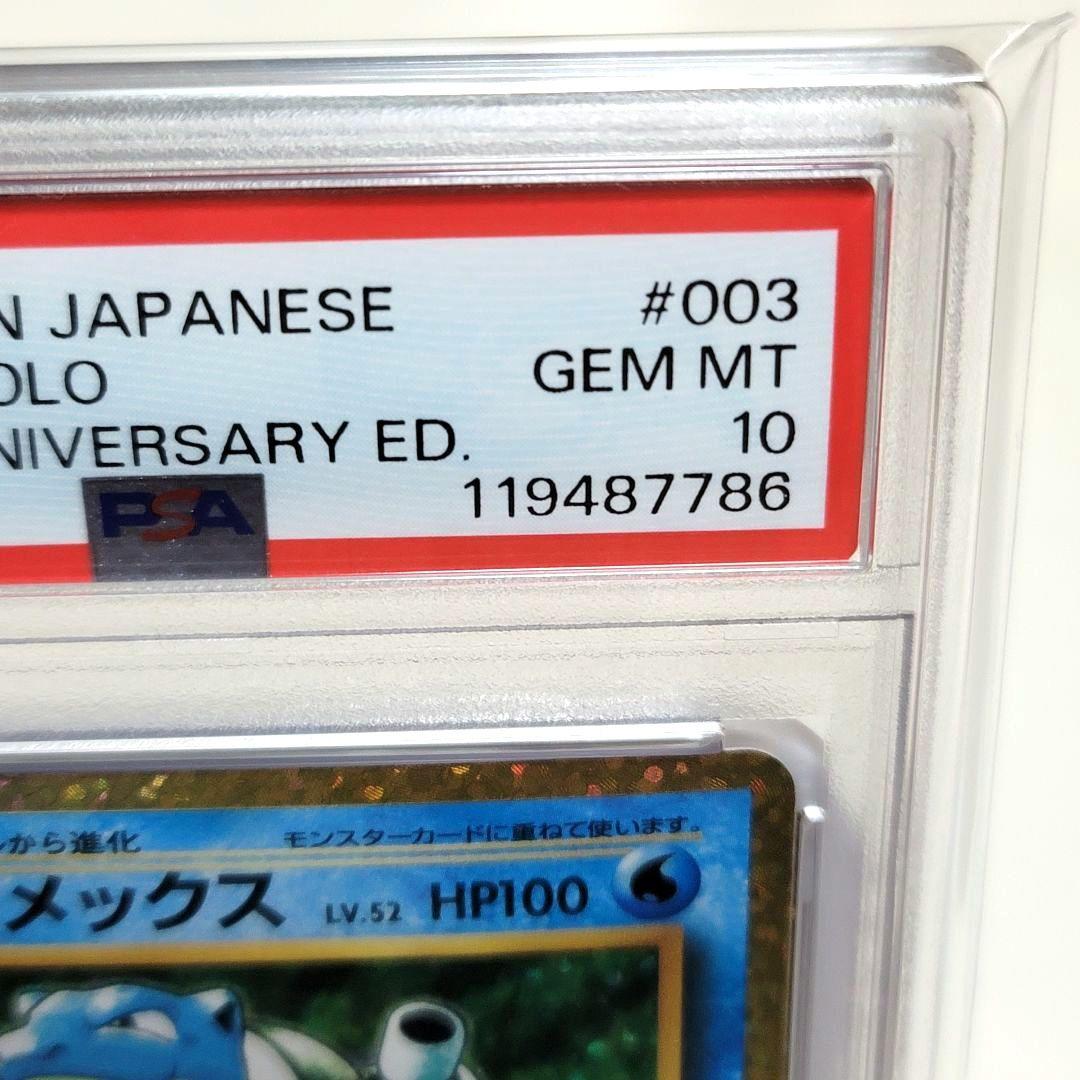 N JAPANESE #003
OLO GEM MT
NIVERSARY ED. 10
PSA 119487786
から進化 モンスターカードに重ねて使います。
メックス LV.52 HP100